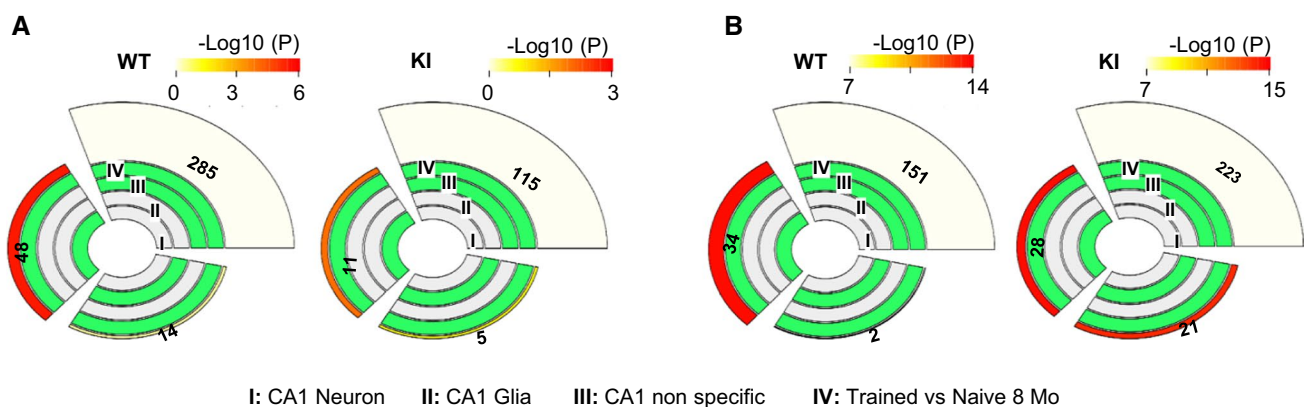 A
WT
-Log10 (P)
0 3 6
KI
-Log10 (P)
0 3
B
WT
-Log10 (P)
7 14
KI
-Log10 (P)
7 15
IV
III
II
I
285
48
14
IV
III
II
I
115
11
5
IV
III
II
I
151
34
2
IV
III
II
I
223
28
21
I: CA1 Neuron II: CA1 Glia III: CA1 non specific IV: Trained vs Naive 8 Mo